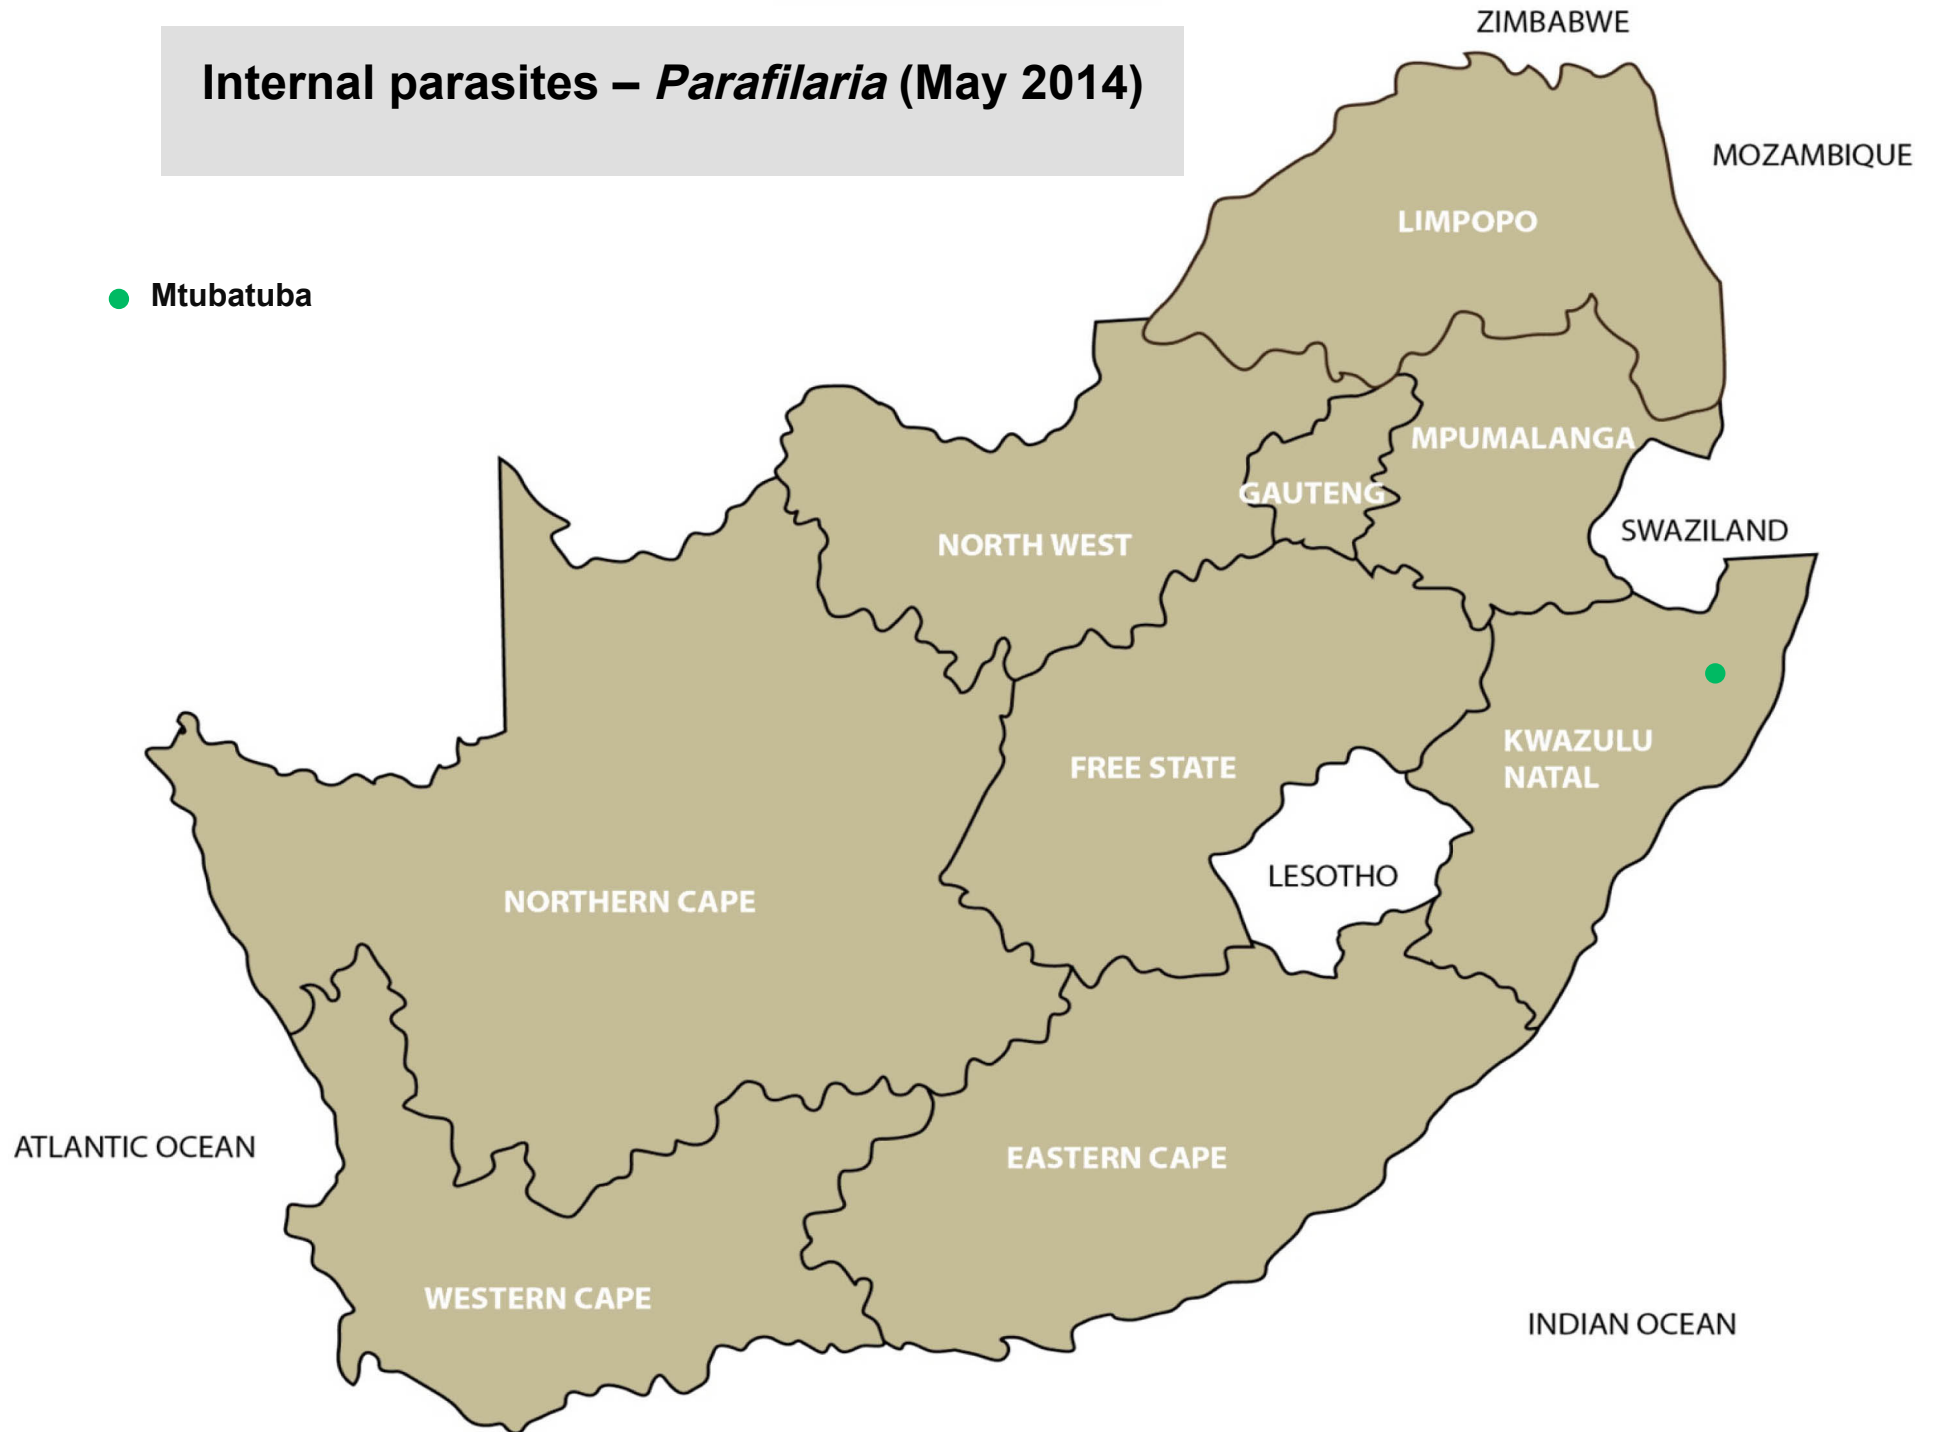 ZIMBABWE
Internal parasites – Parafilaria (May 2014)
MOZAMBIQUE
LIMPOPO
Mtubatuba
MPUMALANGA
GAUTENG
SWAZILAND
NORTH WEST
KWAZULU
NATAL
FREE STATE
LESOTHO
NORTHERN CAPE
ATLANTIC OCEAN
EASTERN CAPE
WESTERN CAPE
INDIAN OCEAN